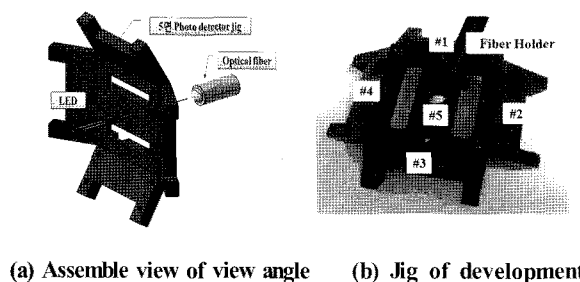 5면 Photo detector jig
Optical fiber
LED
#1
Fiber Holder
#4
#5
#2
#3
(a) Assemble view of view angle
(b) Jig of development